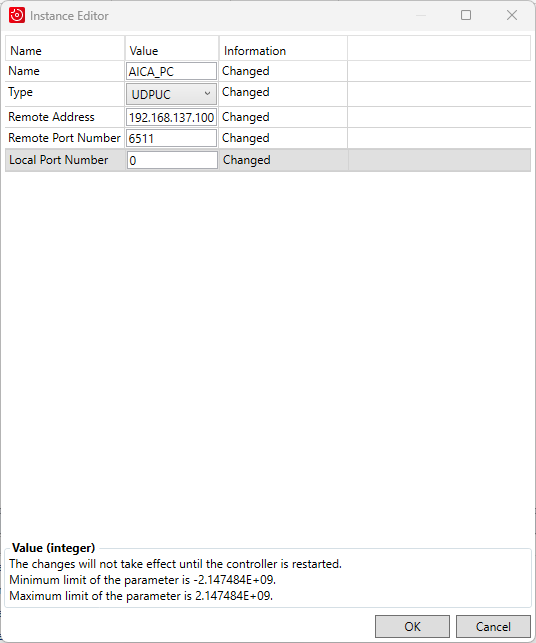 Instance Editor
Name Value Information
Name AICA_PC Changed
Type UDPUC Changed
Remote Address 192.168.137.100 Changed
Remote Port Number 6511 Changed
Local Port Number 0 Changed
Value (integer)
The changes will not take effect until the controller is restarted.
Minimum limit of the parameter is -2.147484E+09.
Maximum limit of the parameter is 2.147484E+09.
OK Cancel